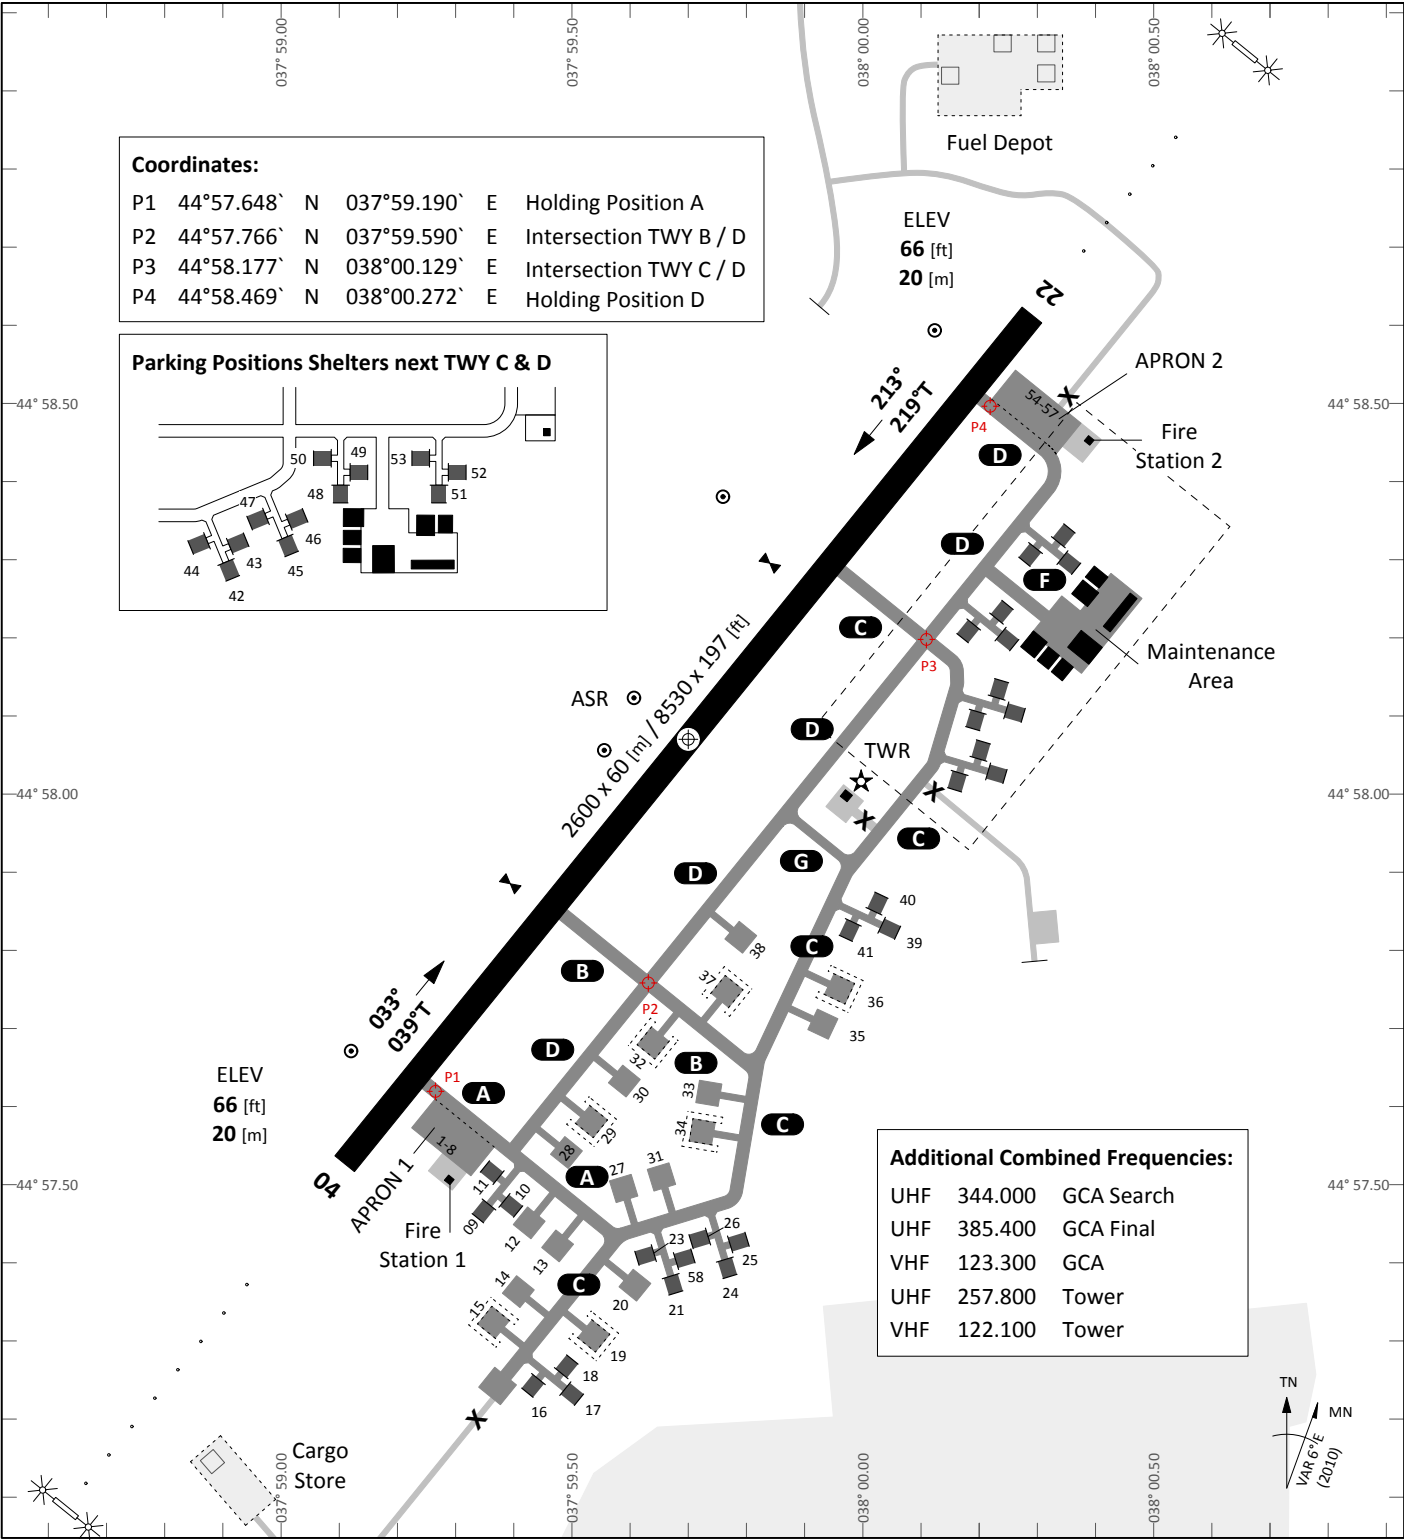 037° 59.00
037° 59.50
038° 00.00
038° 00.50
Fuel Depot
Coordinates:
P1 44°57.648` N 037°59.190` E Holding Position A
P2 44°57.766` N 037°59.590` E Intersection TWY B / D
P3 44°58.177` N 038°00.129` E Intersection TWY C / D
P4 44°58.469` N 038°00.272` E Holding Position D
ELEV
66 [ft]
20 [m]
22
Parking Positions Shelters next TWY C & D
50
49
53
52
48
51
47
46
44
43
45
42
213°
219°T
APRON 2
54-57
X
44° 58.50
44° 58.50
P4
Fire
Station 2
D
D
F
C
P3
Maintenance
Area
2600 x 60 [m] / 8530 x 197 [ft]
ASR
D
TWR
44° 58.00
44° 58.00
X
X
C
G
D
40
41
39
C
38
B
37
36
35
P2
033°
039°T
D
32
B
30
33
P1
A
ELEV
66 [ft]
20 [m]
29
34
C
1-8
28
31
A
27
04
APRON 1
11
10
09
12
13
44° 57.50
Fire
Station 1
26
23
25
58
24
21
20
C
14
15
19
18
17
16
X
Additional Combined Frequencies:
UHF 344.000 GCA Search
UHF 385.400 GCA Final
VHF 123.300 GCA
UHF 257.800 Tower
VHF 122.100 Tower
44° 57.50
Cargo
Store
TN
MN
VAR 6° E
(2010)
037° 59.00
037° 59.50
038° 00.00
038° 00.50